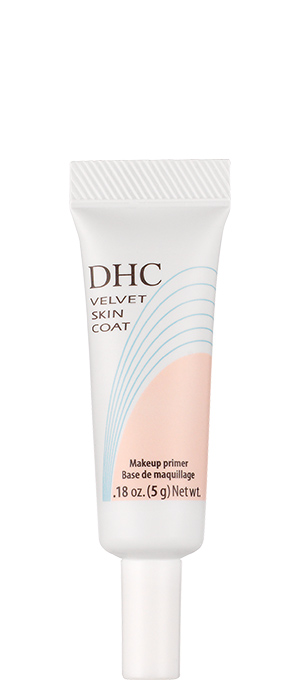 DHC
VELVET
SKIN
COAT
Makeup primer
Base de maquillage
.18 oz. (5 g) Net wt.